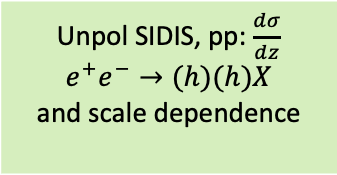 Unpol SIDIS, pp: dσ/dz
e⁺e⁻ → (h)(h)X
and scale dependence